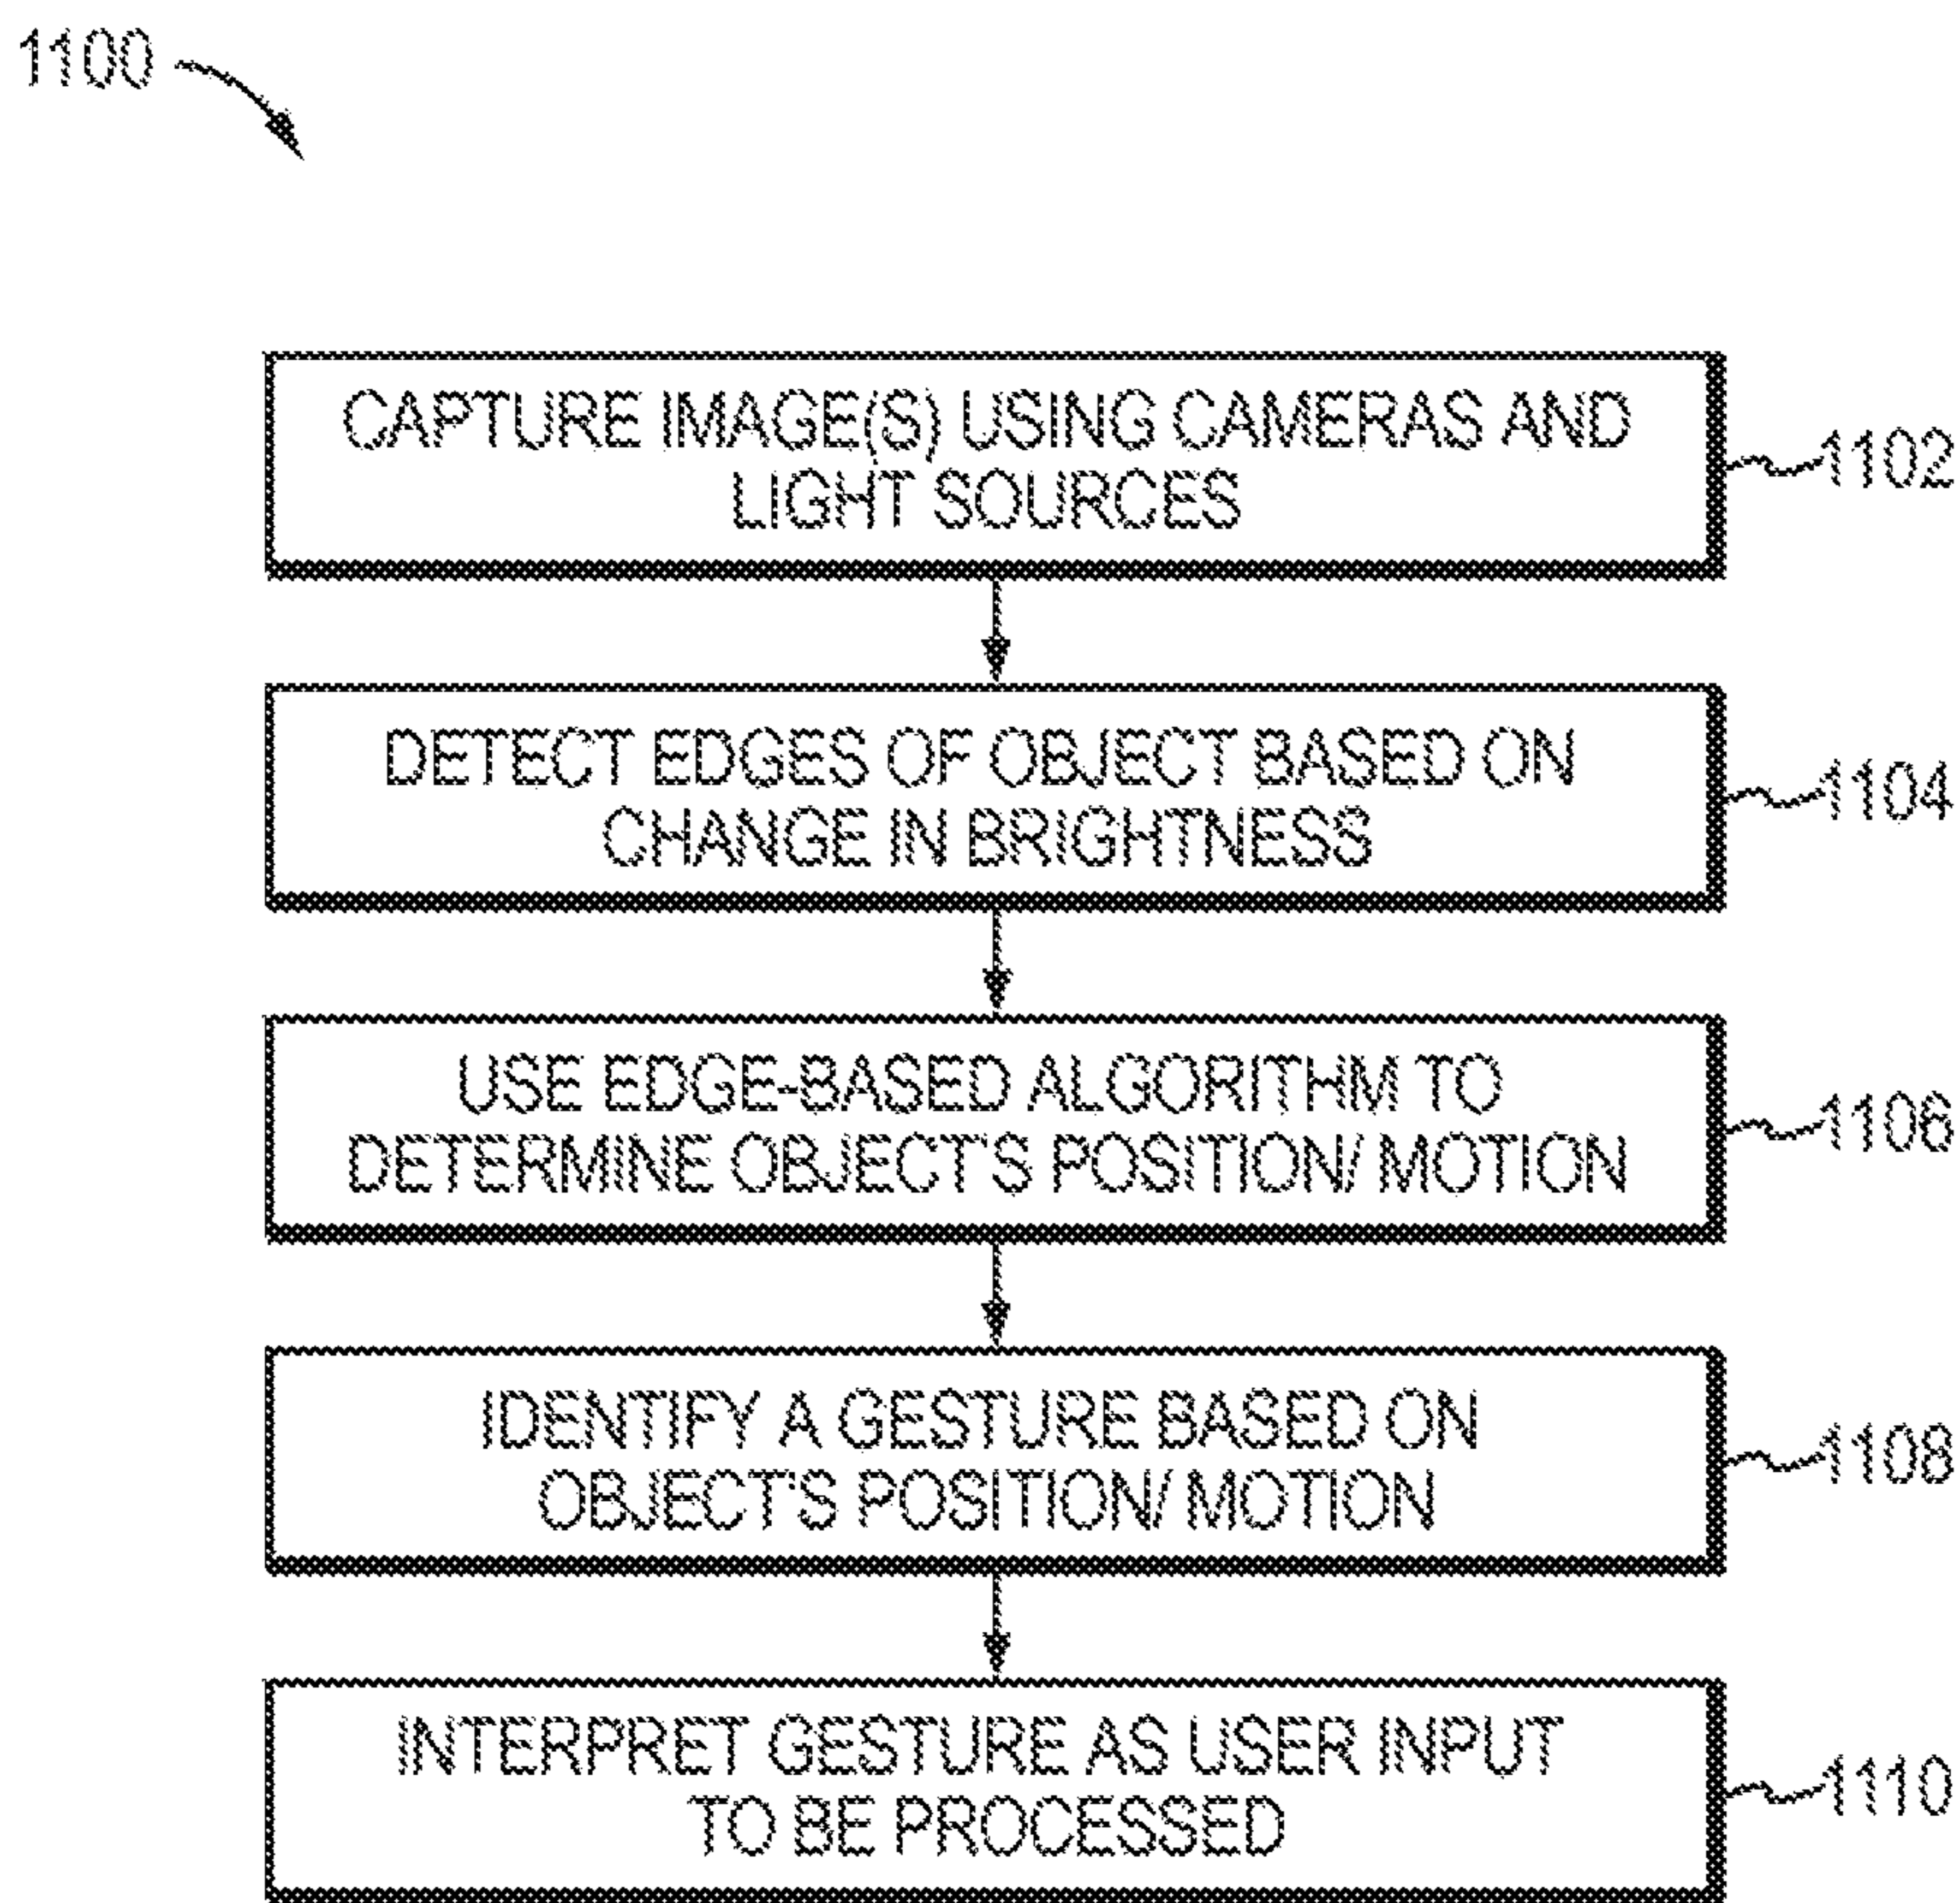 1100
CAPTURE IMAGE(S) USING CAMERAS AND
LIGHT SOURCES
1102
DETECT EDGES OF OBJECT BASED ON
CHANGE IN BRIGHTNESS
1104
USE EDGE-BASED ALGORITHM TO
DETERMINE OBJECT'S POSITION/ MOTION
1106
IDENTIFY A GESTURE BASED ON
OBJECT'S POSITION/ MOTION
1108
INTERPRET GESTURE AS USER INPUT
TO BE PROCESSED
1110